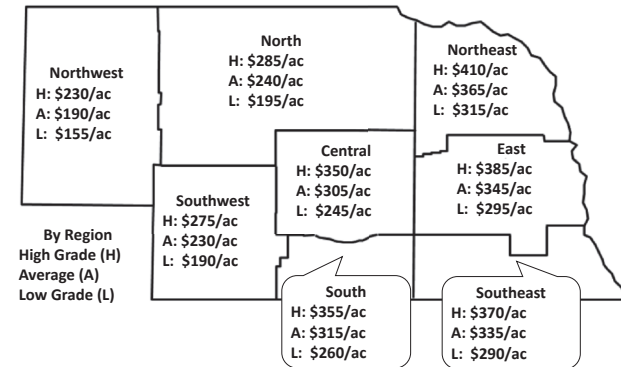 North
H: $285/ac
A: $240/ac
L: $195/ac
Northeast
H: $410/ac
A: $365/ac
L: $315/ac
Northwest
H: $230/ac
A: $190/ac
L: $155/ac
Central
H: $350/ac
A: $305/ac
L: $245/ac
East
H: $385/ac
A: $345/ac
L: $295/ac
Southwest
H: $275/ac
A: $230/ac
L: $190/ac
By Region
High Grade (H)
Average (A)
Low Grade (L)
South
H: $355/ac
A: $315/ac
L: $260/ac
Southeast
H: $370/ac
A: $335/ac
L: $290/ac